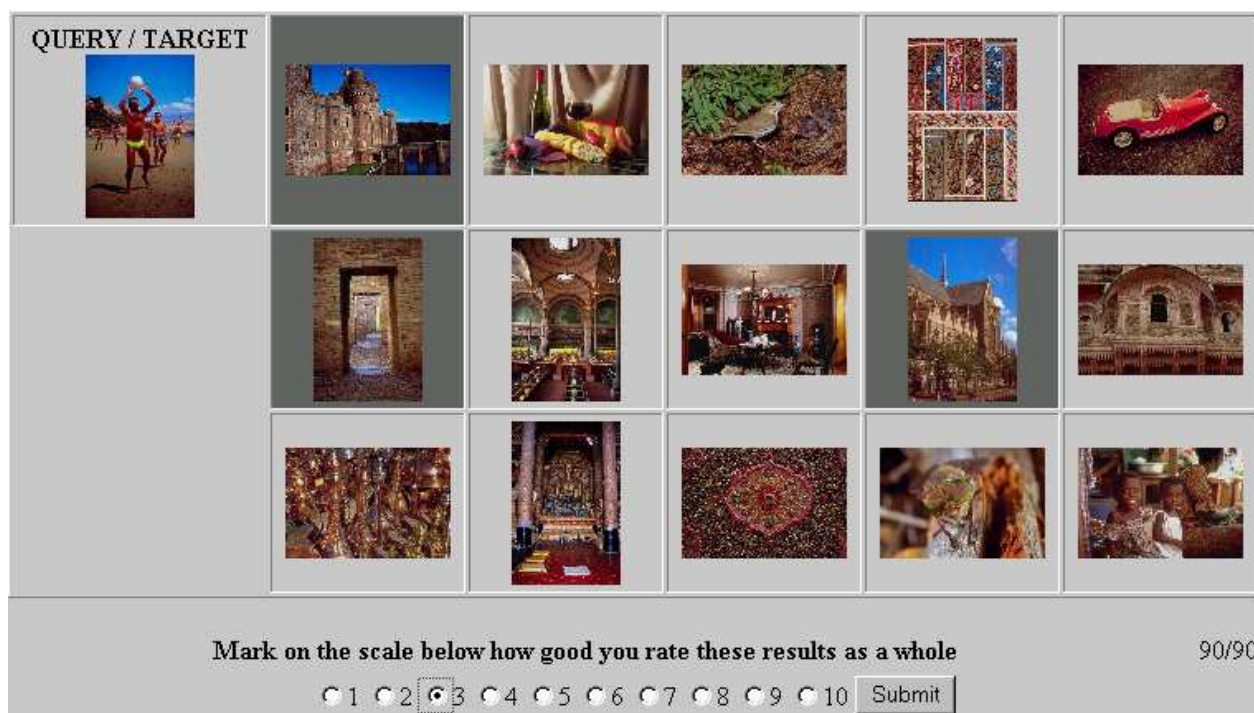 QUERY / TARGET
Mark on the scale below how good you rate these results as a whole
90/90
1 2 3 4 5 6 7 8 9 10 Submit